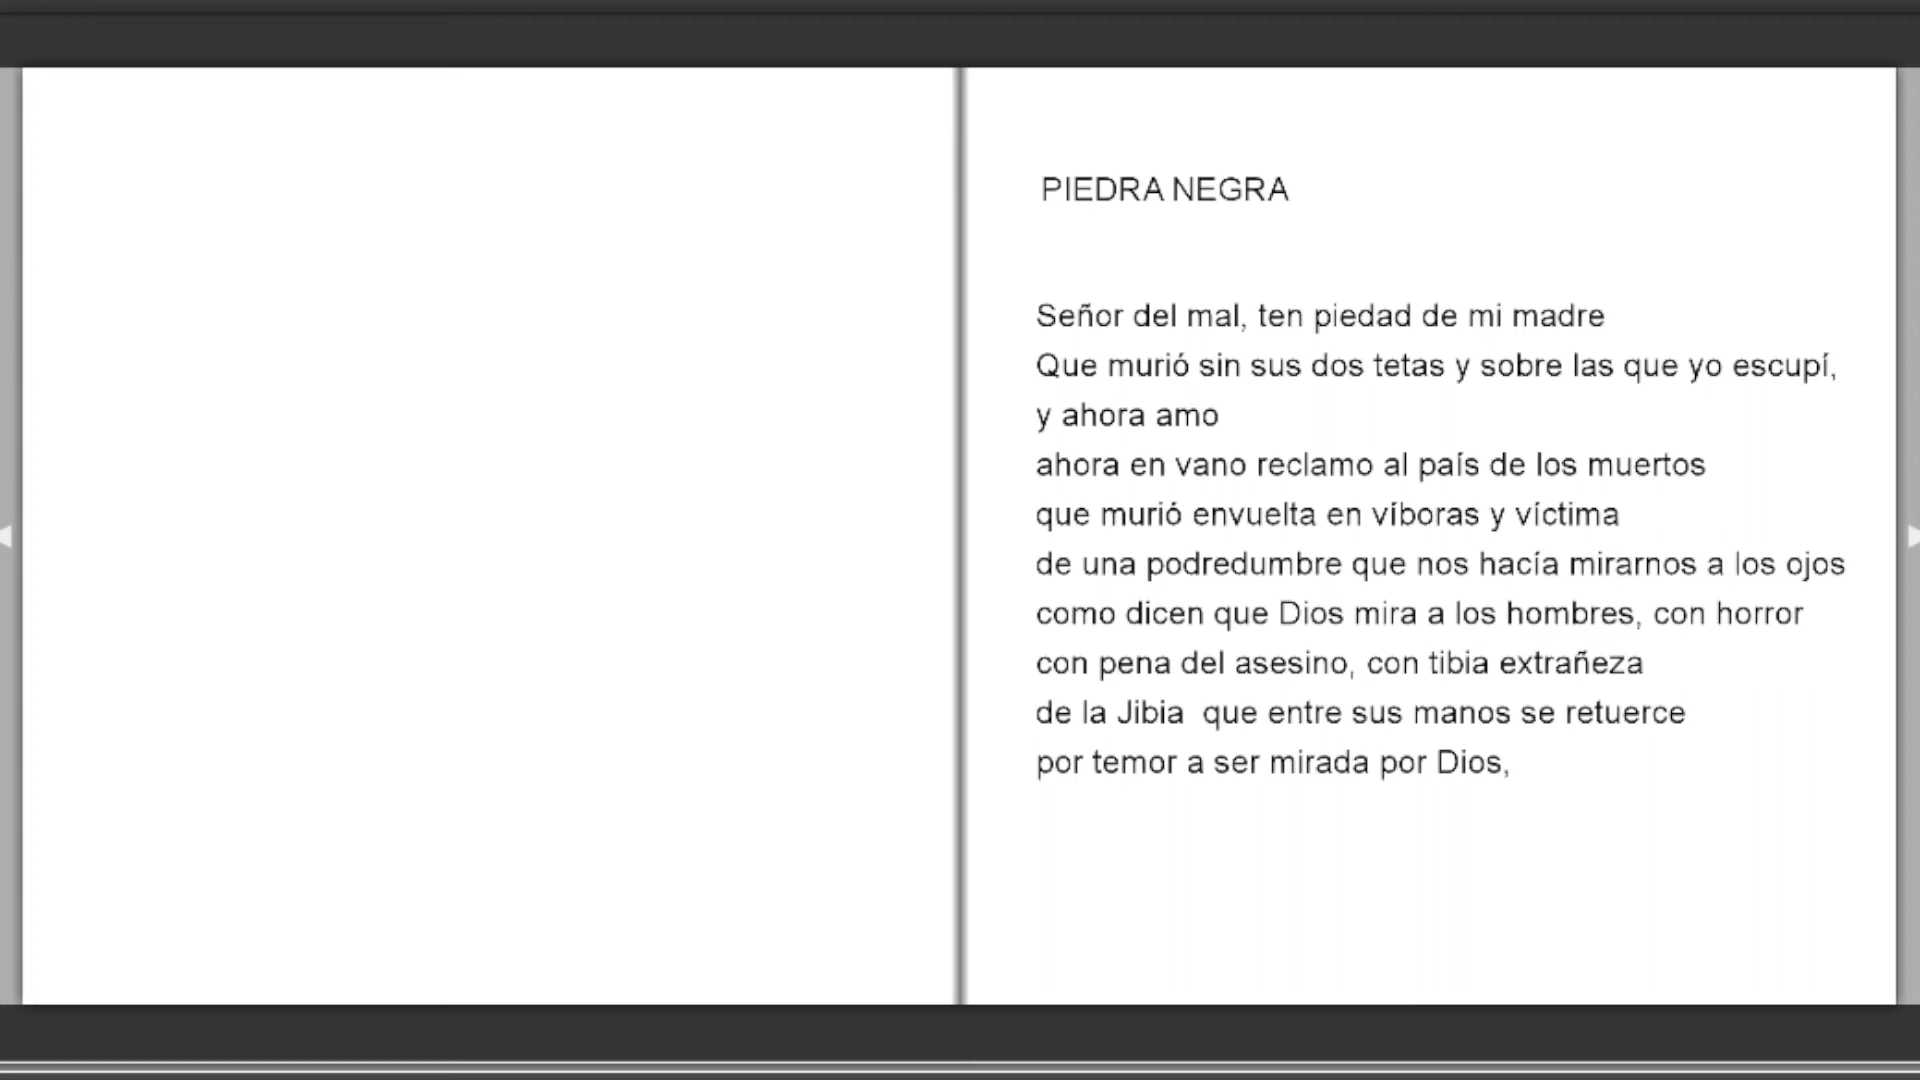 PIEDRA NEGRA
Señor del mal, ten piedad de mi madre
Que murió sin sus dos tetas y sobre las que yo escupí,
y ahora amo
ahora en vano reclamo al país de los muertos
que murió envuelta en víboras y víctima
de una podredumbre que nos hacía mirarnos a los ojos
como dicen que Dios mira a los hombres, con horror
con pena del asesino, con tibia extrañeza
de la Jibia  que entre sus manos se retuerce
por temor a ser mirada por Dios,